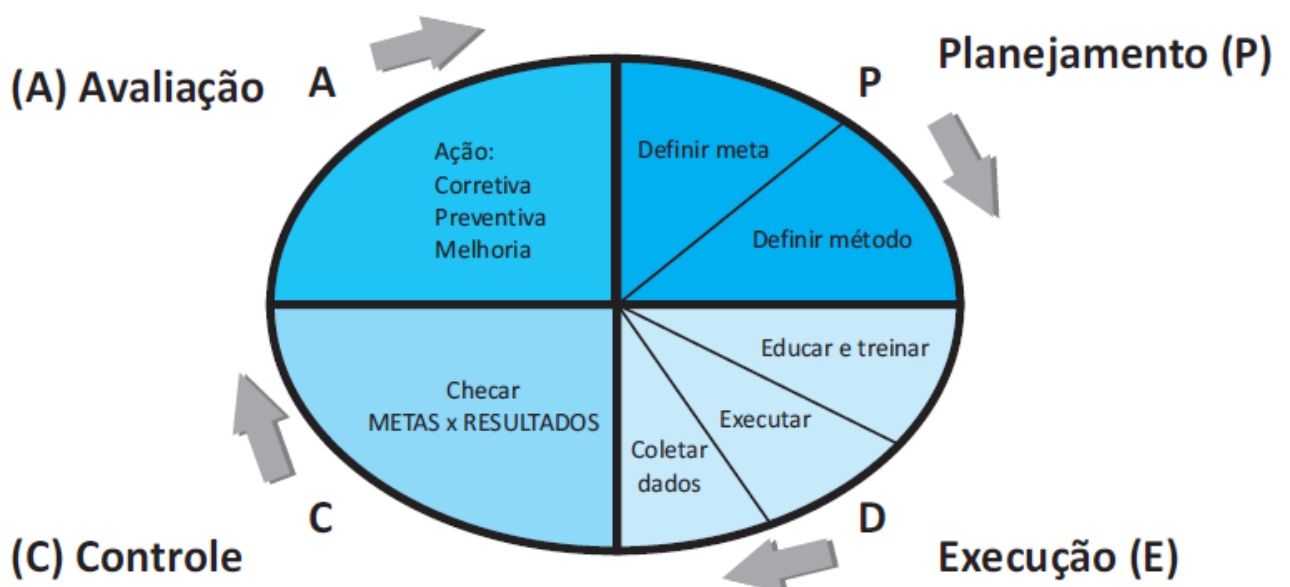 Planejamento (P)
(A) Avaliação
A
P
Ação:
Corretiva
Preventiva
Melhoria
Definir meta
Definir método
Educar e treinar
Executar
Coletar
dados
Checar
METAS x RESULTADOS
C
D
(C) Controle
Execução (E)